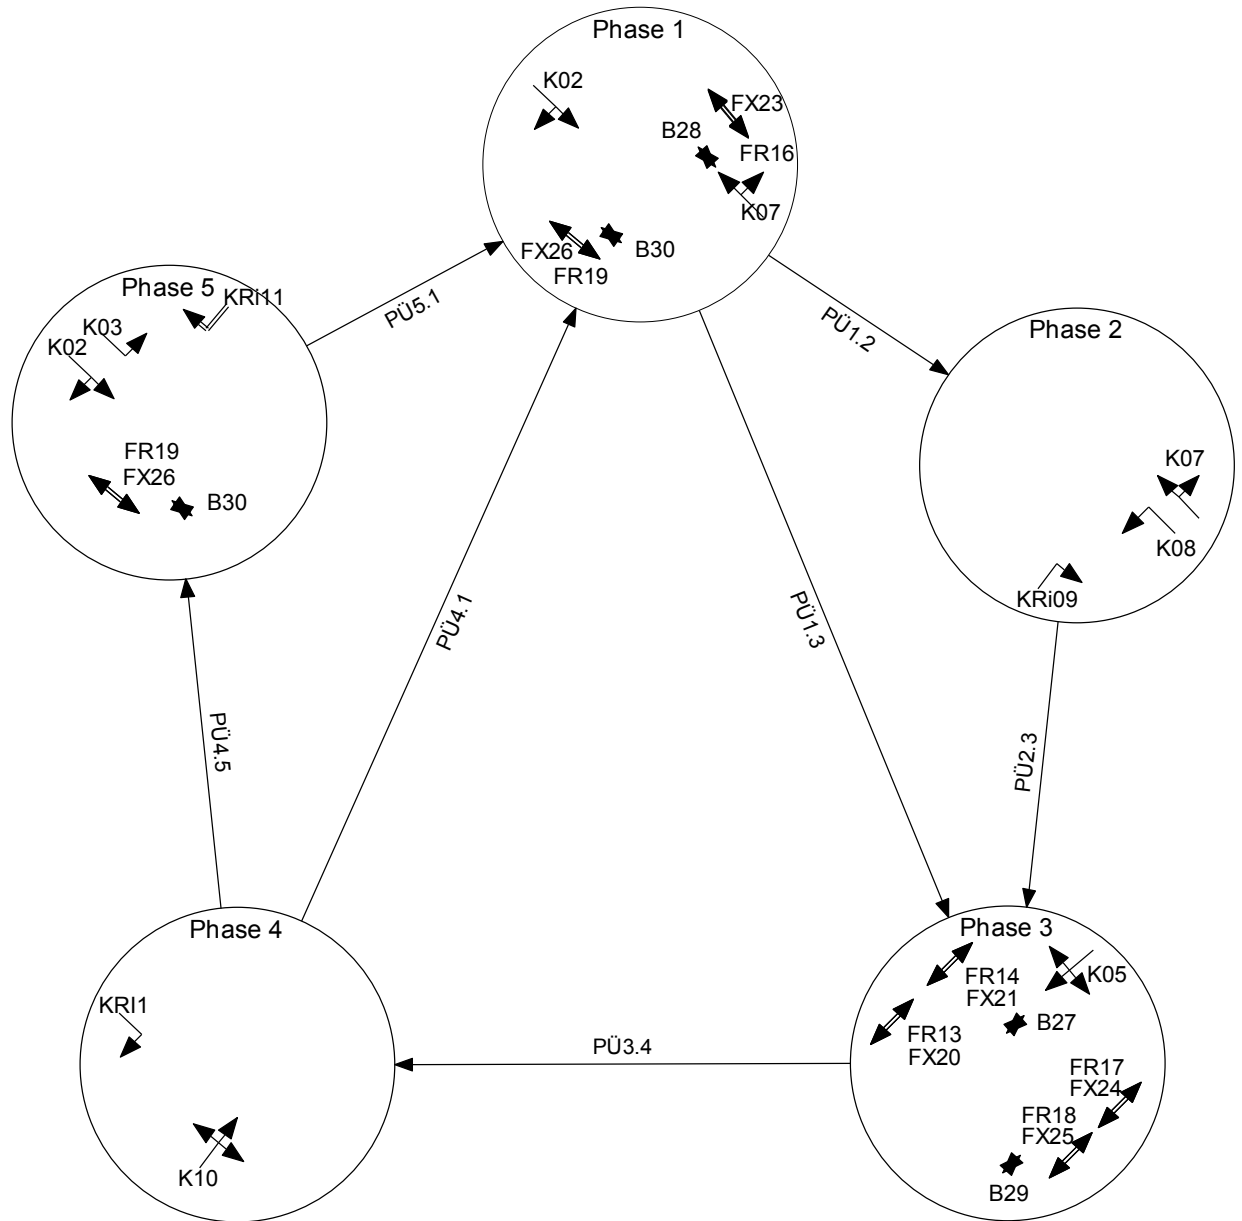 Phase 1
K02
FX23
B28
FR16
K07
FX26
B30
FR19
PÜ5.1
PÜ1.2
Phase 5
KRi11
K03
K02
FR19
FX26
B30
Phase 2
K07
K08
KRi09
PÜ4.1
PÜ1.3
PÜ4.5
PÜ2.3
Phase 4
KRI1
K10
PÜ3.4
Phase 3
K05
FR14
FX21
B27
FR13
FX20
FR17
FX24
FR18
FX25
B29